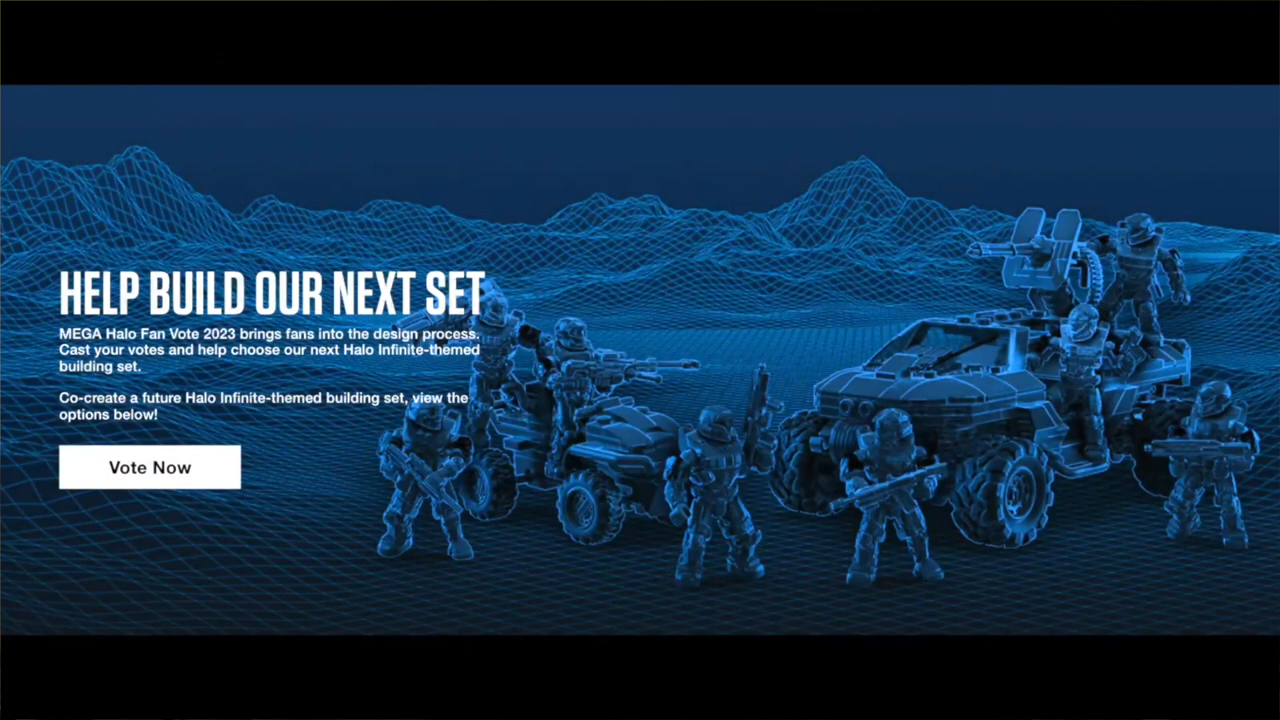 HELP BUILD OUR NEXT SET
MEGA Halo Fan Vote 2023 brings fans into the design process.
Cast your votes and help choose our next Halo Infinite-themed
building set.
Co-create a future Halo Infinite-themed building set, view the
options below!
Vote Now